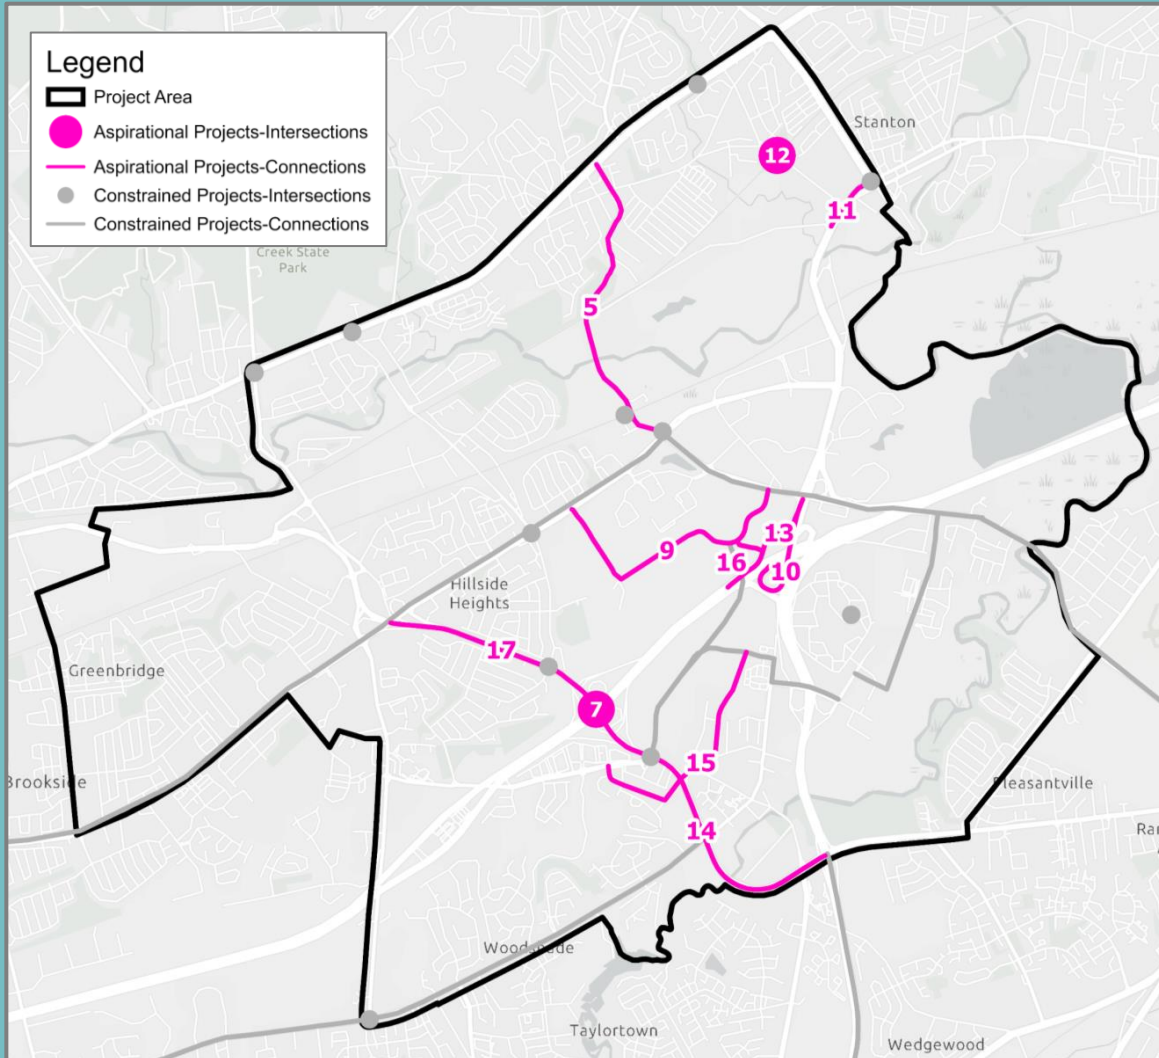 Legend
Project Area
Aspirational Projects-Intersections
Aspirational Projects-Connections
Constrained Projects-Intersections
Constrained Projects-Connections
Creek State
Park
Stanton
12
11
5
13
9
16
10
Hillside
Heights
17
Greenbridge
7
15
Brookside
Pleasantville
14
Woodshade
Taylortown
Wedgewood